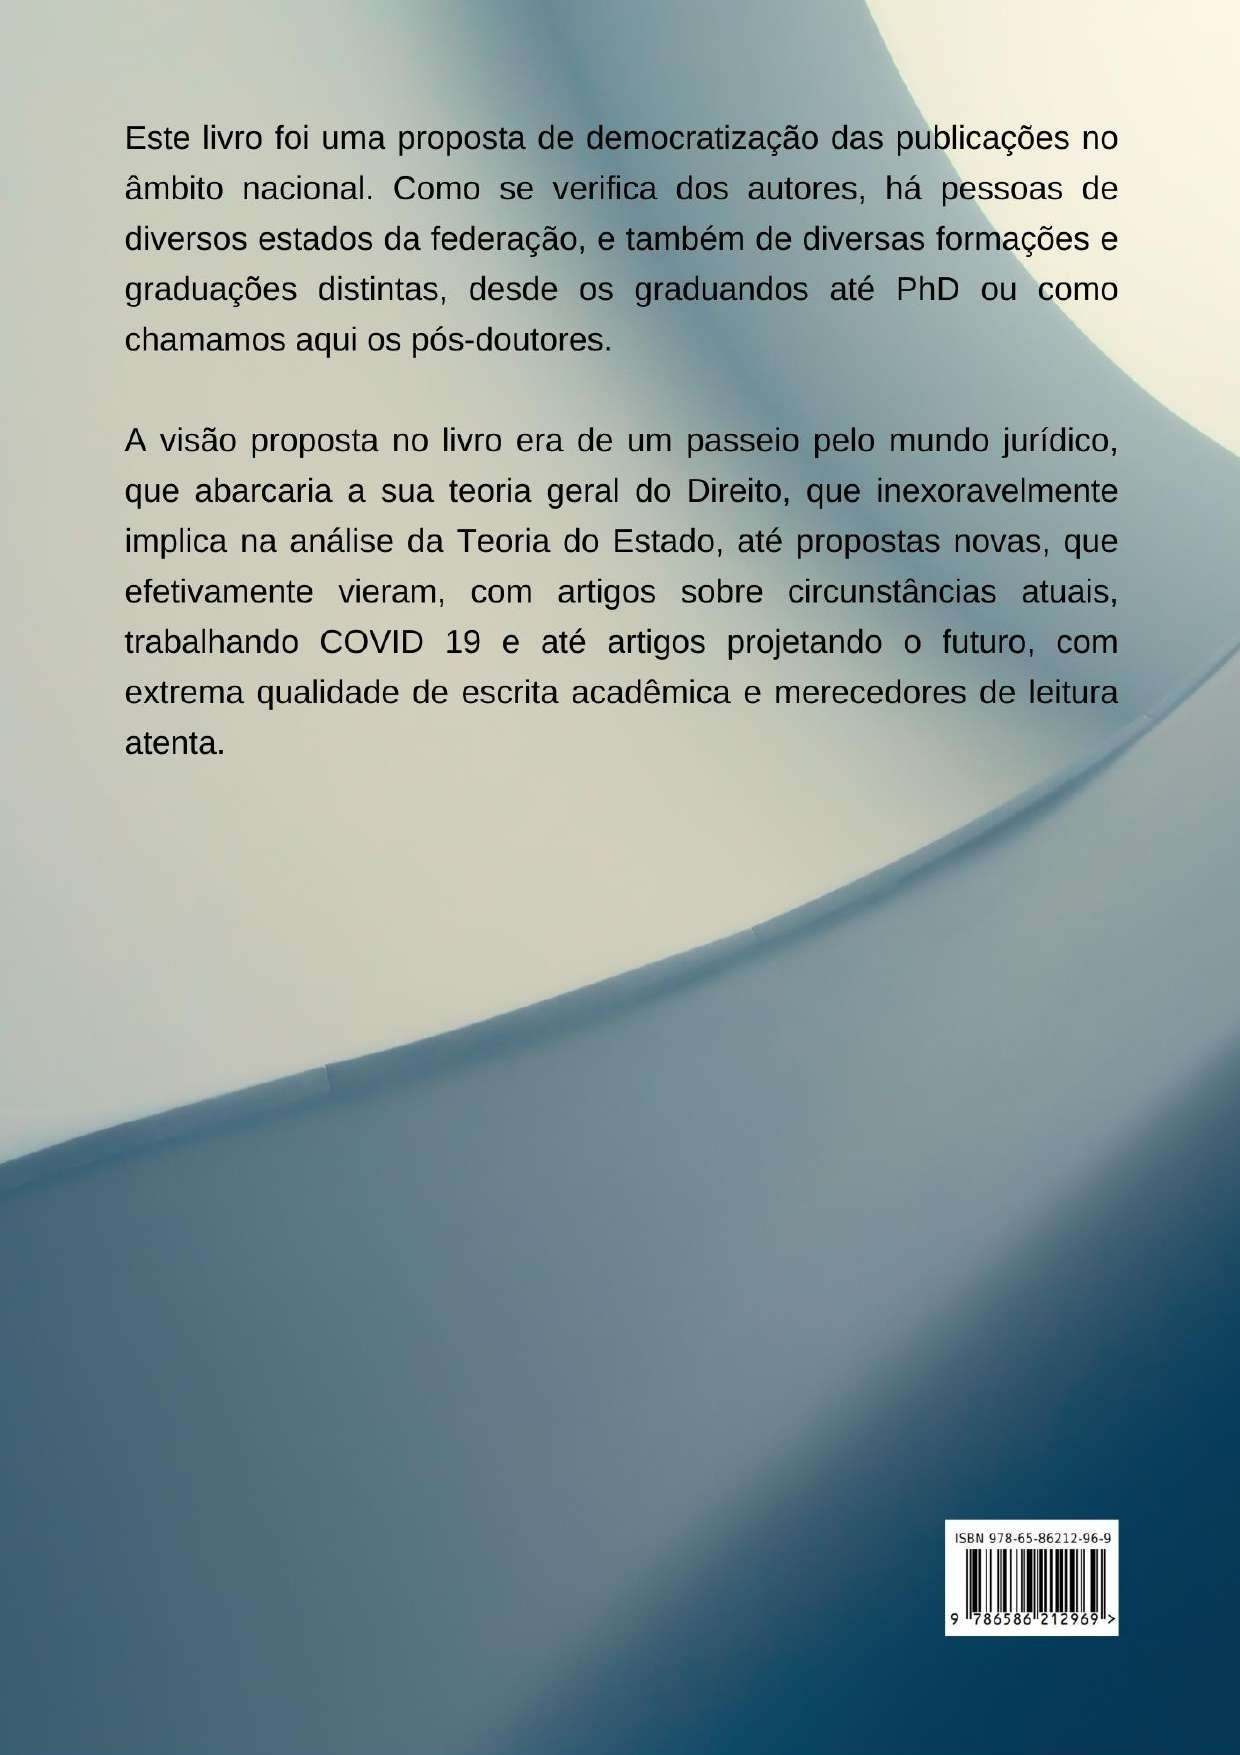 Este livro foi uma proposta de democratização das publicações no
âmbito nacional. Como se verifica dos autores, há pessoas de
diversos estados da federação, e também de diversas formações e
graduações distintas, desde os graduandos até PhD ou como
chamamos aqui os pós-doutores.
A visão proposta no livro era de um passeio pelo mundo jurídico,
que abarcaria a sua teoria geral do Direito, que inexoravelmente
implica na análise da Teoria do Estado, até propostas novas, que
efetivamente vieram, com artigos sobre circunstâncias atuais,
trabalhando COVID 19 e até artigos projetando o futuro, com
extrema qualidade de escrita acadêmica e merecedores de leitura
atenta.
ISBN 978-65-86212-96-9
9 786586 212969 >